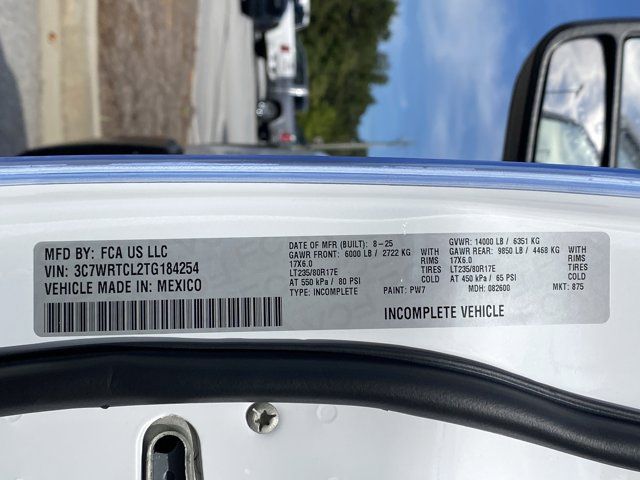 MFD BY: FCA US LLC
VIN: 3C7WRTCL2TG184254
VEHICLE MADE IN: MEXICO
DATE OF MFR (BUILT): 8-25
GAWR FRONT: 6000 LB / 2722 KG WITH
17X6.0 RIMS
LT235/80R17E TIRES
AT 550 kPa / 80 PSI COLD
TYPE: INCOMPLETE PAINT: PW7
GVWR: 14000 LB / 6351 KG
GAWR REAR: 9850 LB / 4468 KG WITH
17X6.0 RIMS
LT235/80R17E TIRES
AT 450 kPa / 65 PSI COLD
MDH: 082600 MKT: 875
INCOMPLETE VEHICLE